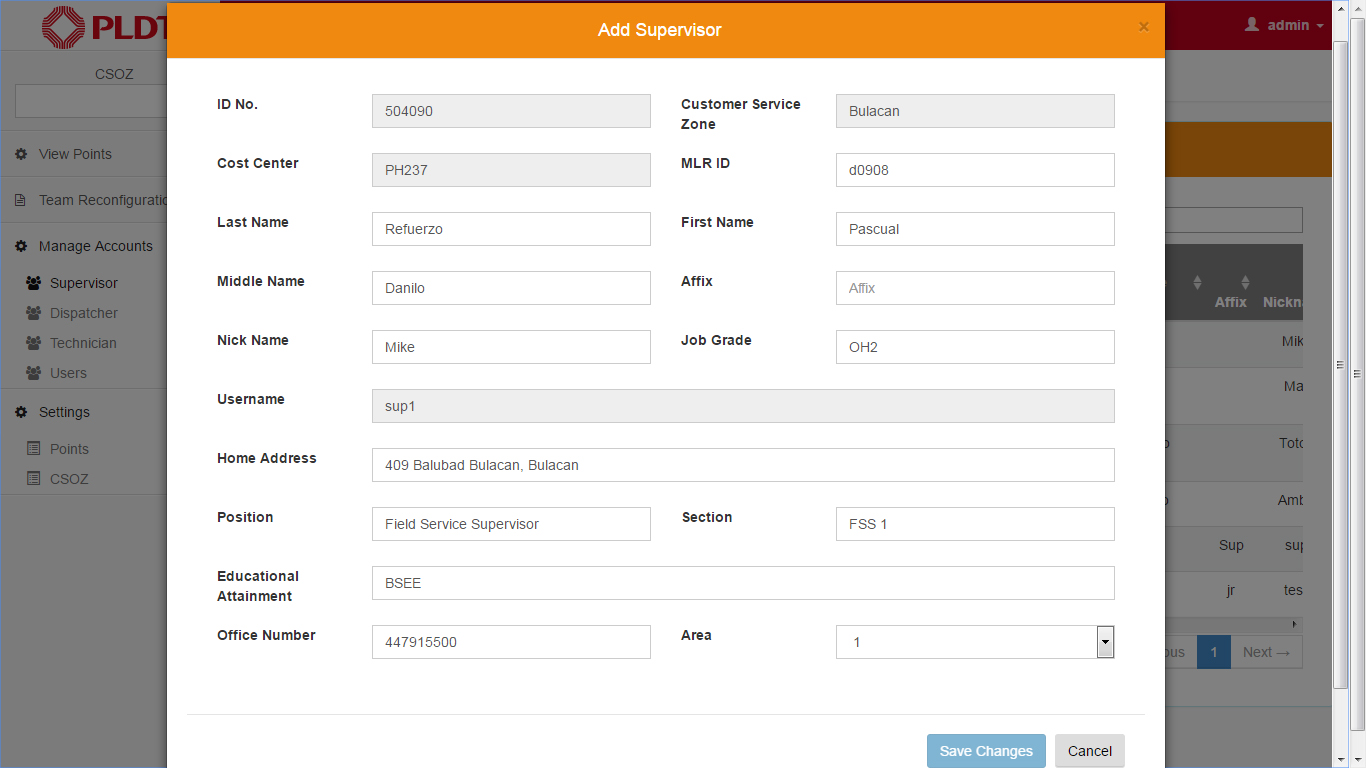 PLDT
Add Supervisor
×
admin
CSOZ
View Points
Team Reconfiguratio
Manage Accounts
Supervisor
Dispatcher
Technician
Users
Settings
Points
CSOZ
ID No.
504090
Customer Service
Zone
Bulacan
Cost Center
PH237
MLR ID
d0908
Last Name
Refuerzo
First Name
Pascual
Middle Name
Danilo
Affix
Affix
Nick Name
Mike
Job Grade
OH2
Username
sup1
Home Address
409 Balubad Bulacan, Bulacan
Position
Field Service Supervisor
Section
FSS 1
Educational
Attainment
BSEE
Office Number
447915500
Area
1
Save Changes
Cancel
Affix Nickna
Mik
Ma
Toto
Amb
Sup sup
jr tes
ous 1 Next →